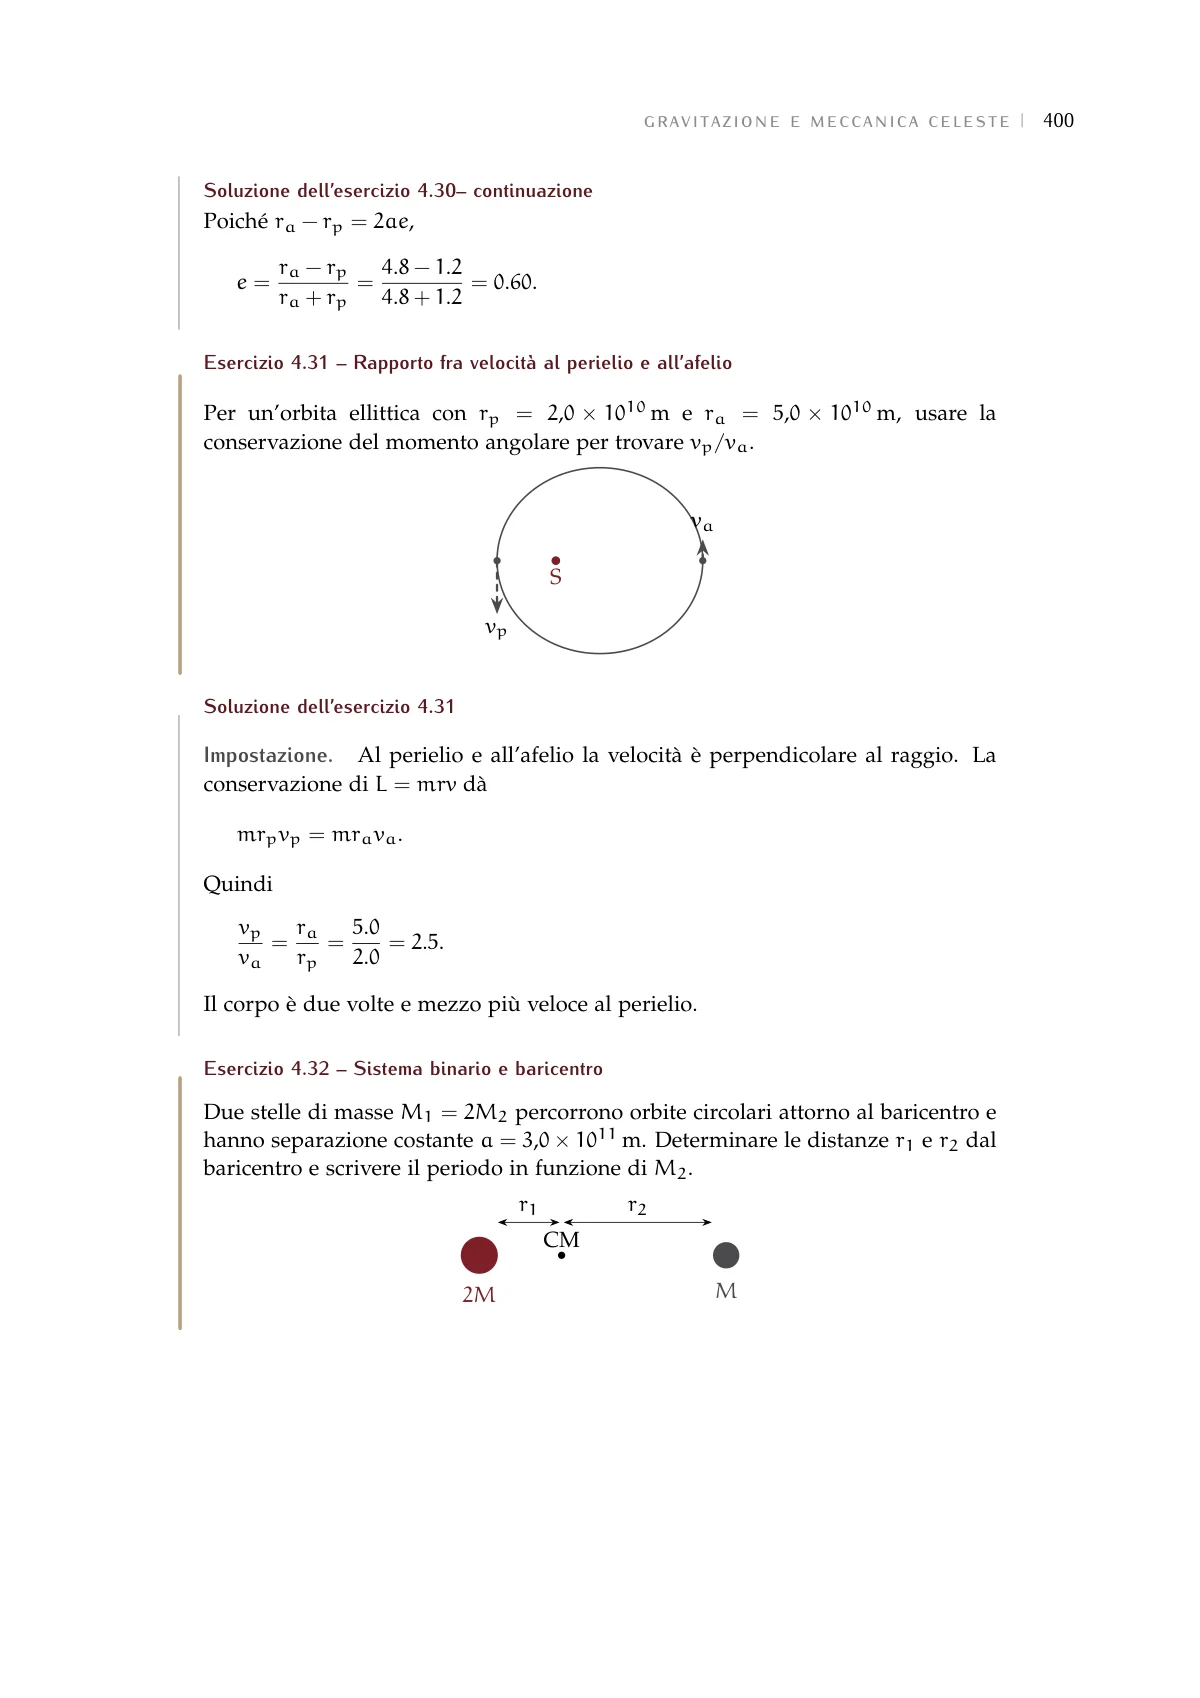 GRAVITAZIONE E MECCANICA CELESTE | 400
Soluzione dell'esercizio 4.30– continuazione
Poiché rₐ − rₚ = 2ae,
e = (rₐ − rₚ)/(rₐ + rₚ) = (4.8 − 1.2)/(4.8 + 1.2) = 0.60.
Esercizio 4.31 – Rapporto fra velocità al perielio e all'afelio
Per un'orbita ellittica con rₚ = 2,0 × 10¹⁰ m e rₐ = 5,0 × 10¹⁰ m, usare la
conservazione del momento angolare per trovare vₚ/vₐ.
vₐ
S
vₚ
Soluzione dell'esercizio 4.31
Impostazione. Al perielio e all'afelio la velocità è perpendicolare al raggio. La
conservazione di L = mrv dà
mrₚvₚ = mrₐvₐ.
Quindi
vₚ/vₐ = rₐ/rₚ = 5.0/2.0 = 2.5.
Il corpo è due volte e mezzo più veloce al perielio.
Esercizio 4.32 – Sistema binario e baricentro
Due stelle di masse M₁ = 2M₂ percorrono orbite circolari attorno al baricentro e
hanno separazione costante a = 3,0 × 10¹¹ m. Determinare le distanze r₁ e r₂ dal
baricentro e scrivere il periodo in funzione di M₂.
r₁ r₂
CM
2M M